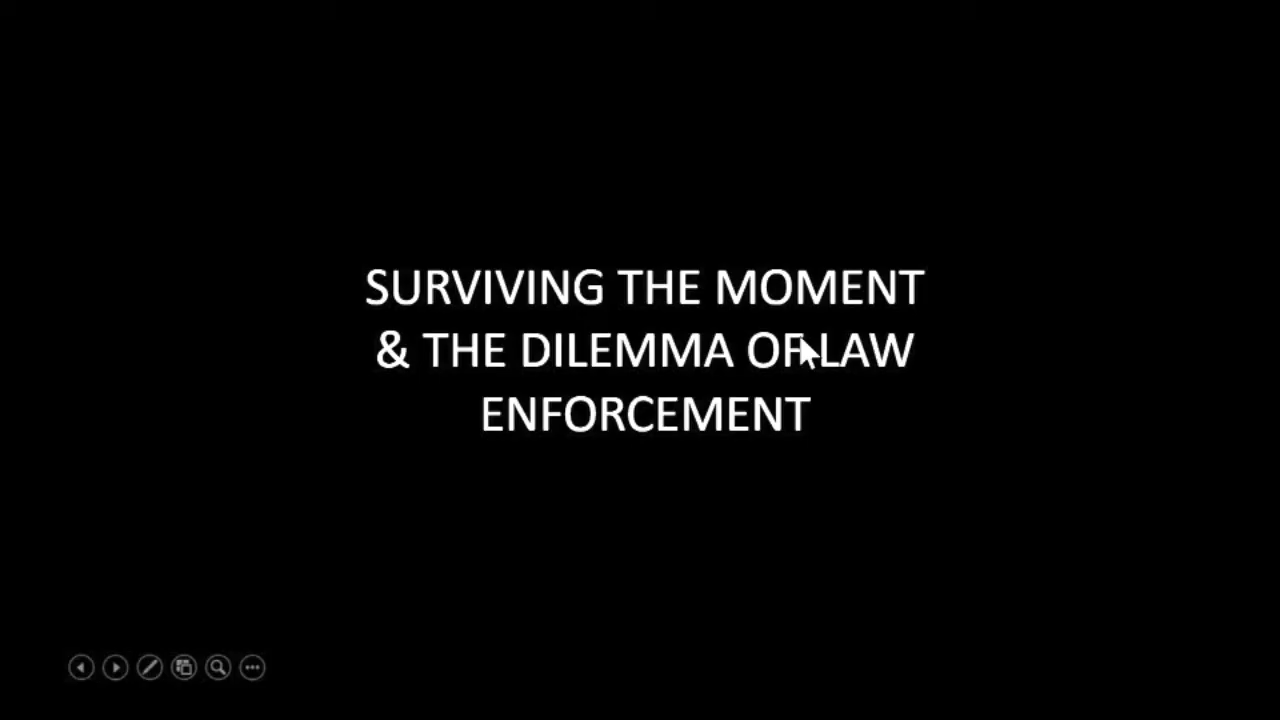 SURVIVING THE MOMENT
& THE DILEMMA OF LAW
ENFORCEMENT